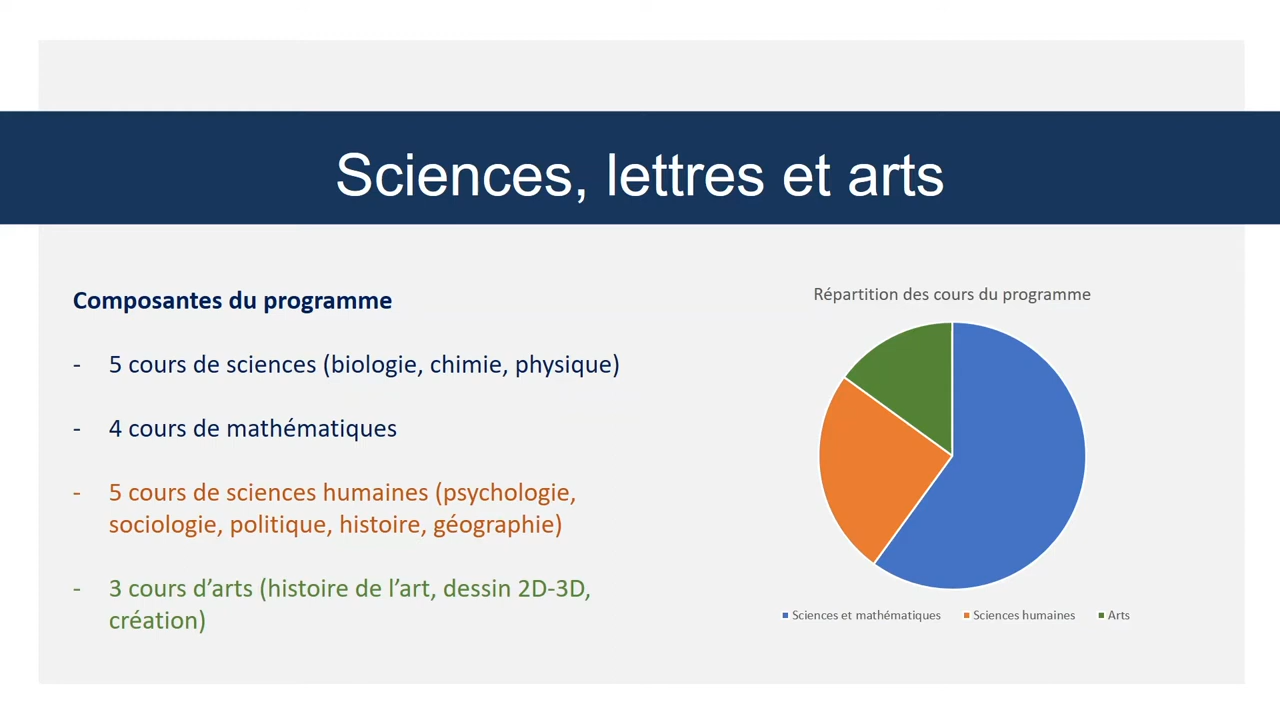 Sciences, lettres et arts
Composantes du programme
- 5 cours de sciences (biologie, chimie, physique)
- 4 cours de mathématiques
- 5 cours de sciences humaines (psychologie,
sociologie, politique, histoire, géographie)
- 3 cours d’arts (histoire de l’art, dessin 2D-3D,
création)
Répartition des cours du programme
Sciences et mathématiques Sciences humaines Arts